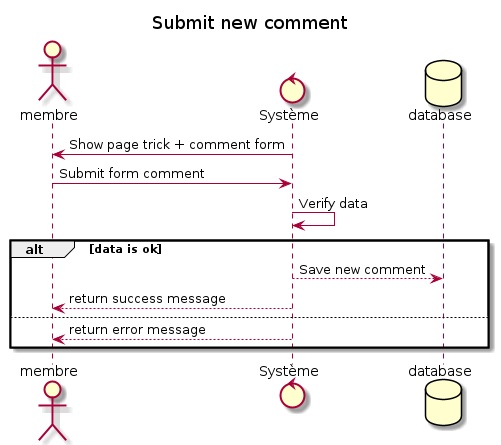 Submit new comment
membre
Système
database
Show page trick + comment form
Submit form comment
Verify data
alt [data is ok]
Save new comment
return success message
return error message
membre
Système
database